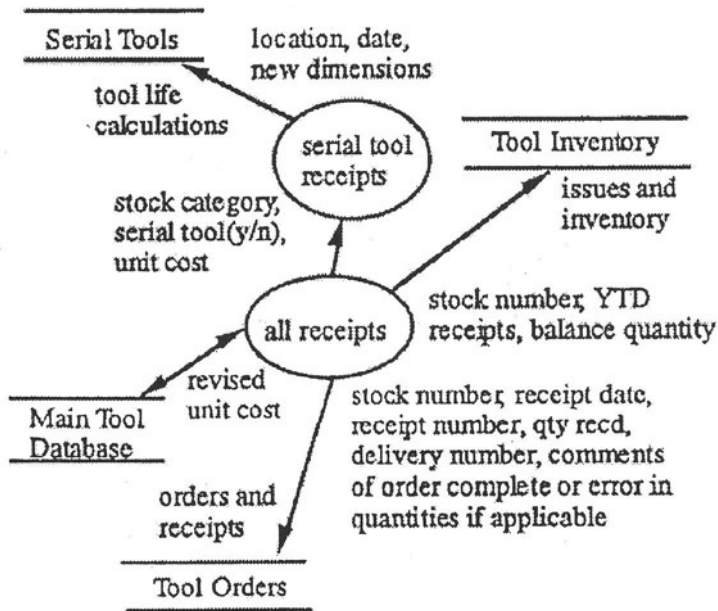 Serial Tools
location, date,
new dimensions
tool life
calculations
serial tool
receipts
Tool Inventory
issues and
inventory
stock category,
serial tool(y/n),
unit cost
all receipts
stock number, YTD
receipts, balance quantity
revised
unit cost
Main Tool
Database
stock number, receipt date,
receipt number, qty recd,
delivery number, comments
of order complete or error in
quantities if applicable
orders and
receipts
Tool Orders